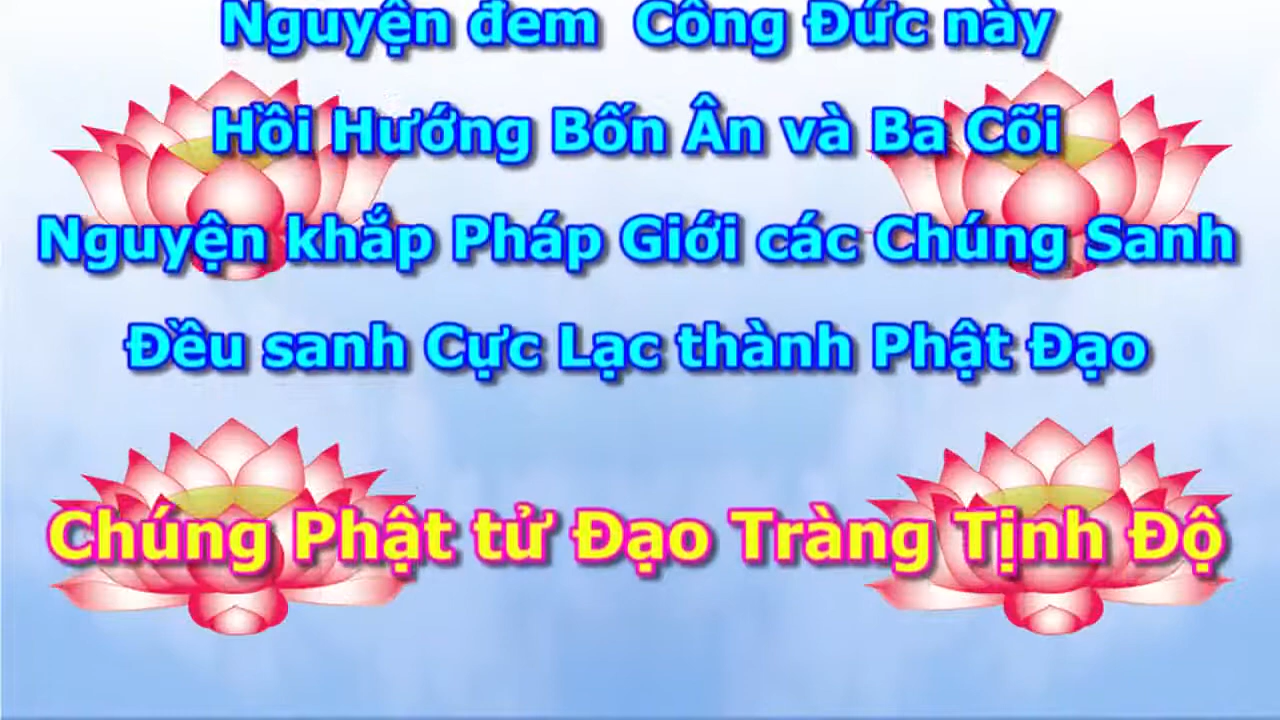 Nguyện đem Công Đức này
Hồi Hướng Bốn Ân và Ba Cõi
Nguyện khắp Pháp Giới các Chúng Sanh
Đều sanh Cực Lạc thành Phật Đạo
Chúng Phật tử Đạo Tràng Tịnh Độ